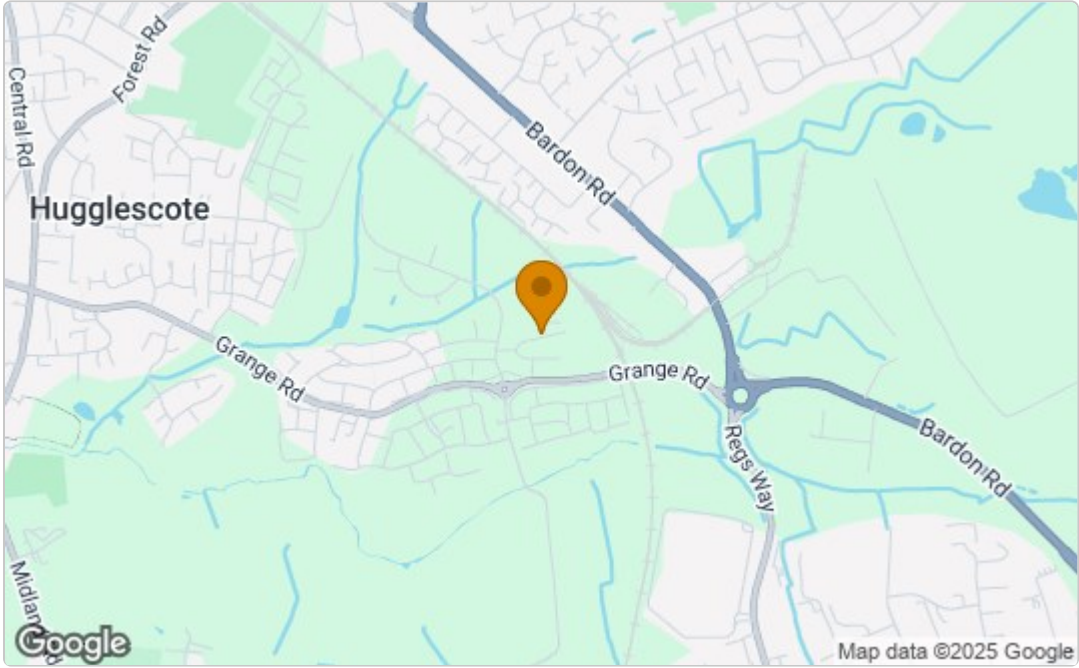 Forest Rd
Central Rd
Bardon Rd
Hugglescote
Grange Rd
Grange Rd
Bardon Rd
Regs Way
Midland Rd
Google
Map data ©2025 Google